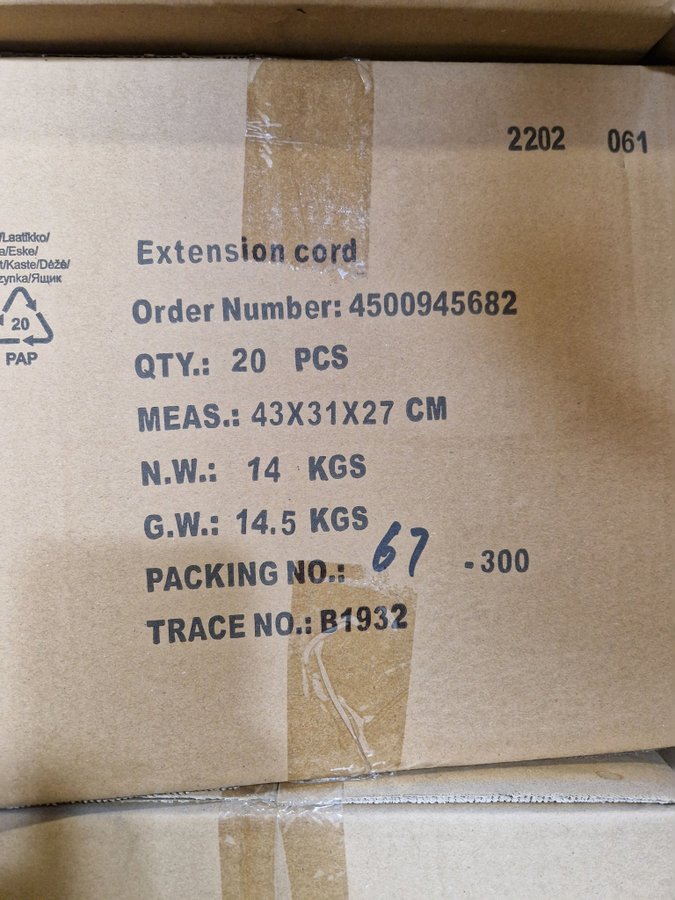 2202 061
/Laatikko/
a/Eske/
t/Kaste/Dėžė/
zynka/Ящик
20
PAP
Extension cord
Order Number: 4500945682
QTY.: 20 PCS
MEAS.: 43X31X27 CM
N.W.: 14 KGS
G.W.: 14.5 KGS
PACKING NO.: 67 -300
TRACE NO.: B1932